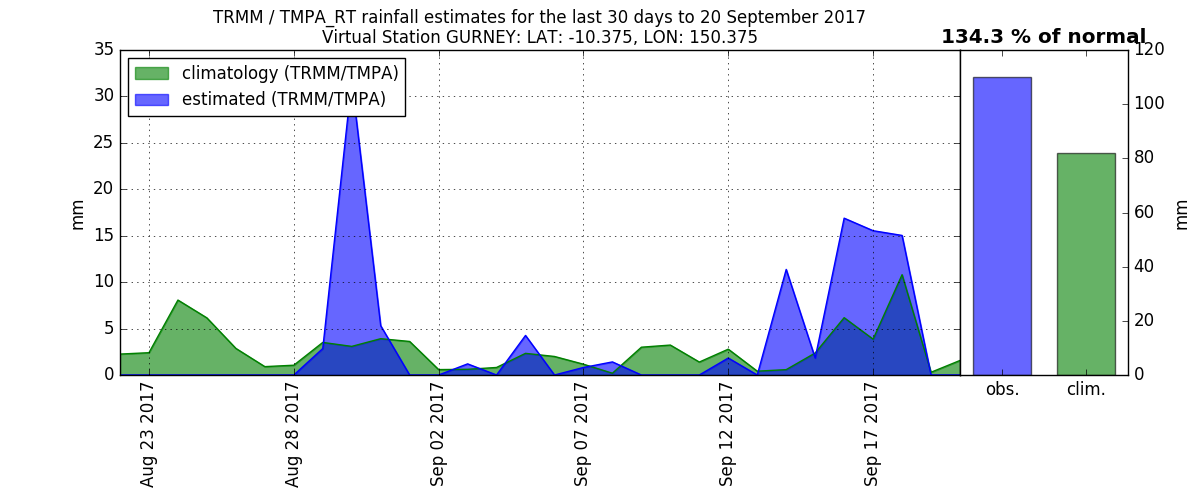 TRMM / TMPA_RT rainfall estimates for the last 30 days to 20 September 2017
Virtual Station GURNEY: LAT: -10.375, LON: 150.375
134.3 % of normal
climatology (TRMM/TMPA)
estimated (TRMM/TMPA)
35
30
25
20
15
10
5
0
mm
Aug 23 2017
Aug 28 2017
Sep 02 2017
Sep 07 2017
Sep 12 2017
Sep 17 2017
obs.
clim.
120
100
80
60
40
20
0
mm